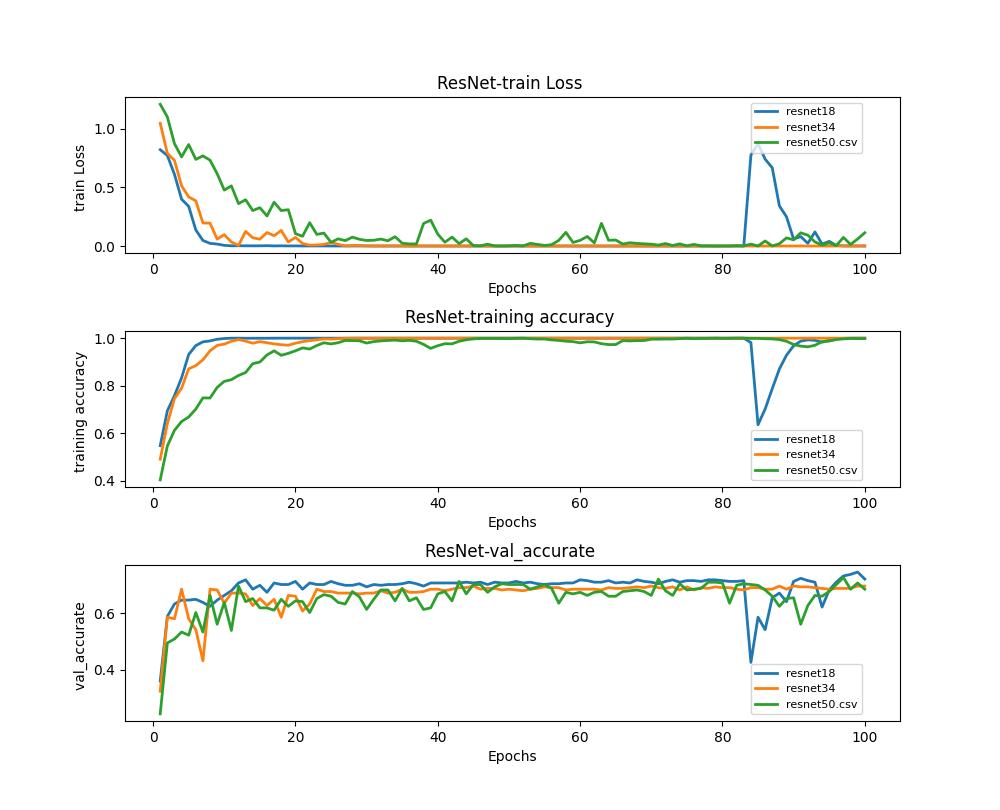 ResNet-train Loss
train Loss
1.0
0.5
0.0
resnet18
resnet34
resnet50.csv
0 20 40 60 80 100
Epochs
ResNet-training accuracy
training accuracy
1.0
0.8
0.6
0.4
resnet18
resnet34
resnet50.csv
0 20 40 60 80 100
Epochs
ResNet-val_accurate
val_accurate
0.6
0.4
resnet18
resnet34
resnet50.csv
0 20 40 60 80 100
Epochs